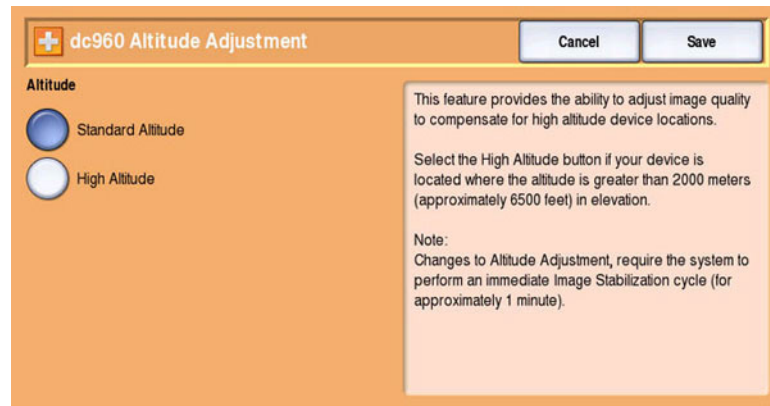 dc960 Altitude Adjustment
Cancel
Save
Altitude
Standard Altitude
High Altitude
This feature provides the ability to adjust image quality
to compensate for high altitude device locations.
Select the High Altitude button if your device is
located where the altitude is greater than 2000 meters
(approximately 6500 feet) in elevation.
Note:
Changes to Altitude Adjustment, require the system to
perform an immediate Image Stabilization cycle (for
approximately 1 minute).